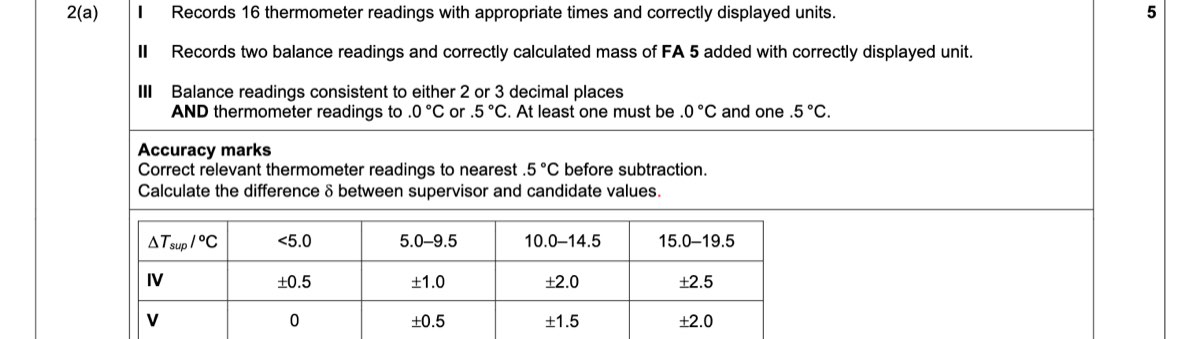 2(a) I Records 16 thermometer readings with appropriate times and correctly displayed units. 5
II Records two balance readings and correctly calculated mass of FA 5 added with correctly displayed unit.
III Balance readings consistent to either 2 or 3 decimal places
AND thermometer readings to .0 °C or .5 °C. At least one must be .0 °C and one .5 °C.
Accuracy marks
Correct relevant thermometer readings to nearest .5 °C before subtraction.
Calculate the difference δ between supervisor and candidate values.
ΔTsup / °C <5.0 5.0–9.5 10.0–14.5 15.0–19.5
IV ±0.5 ±1.0 ±2.0 ±2.5
V 0 ±0.5 ±1.5 ±2.0